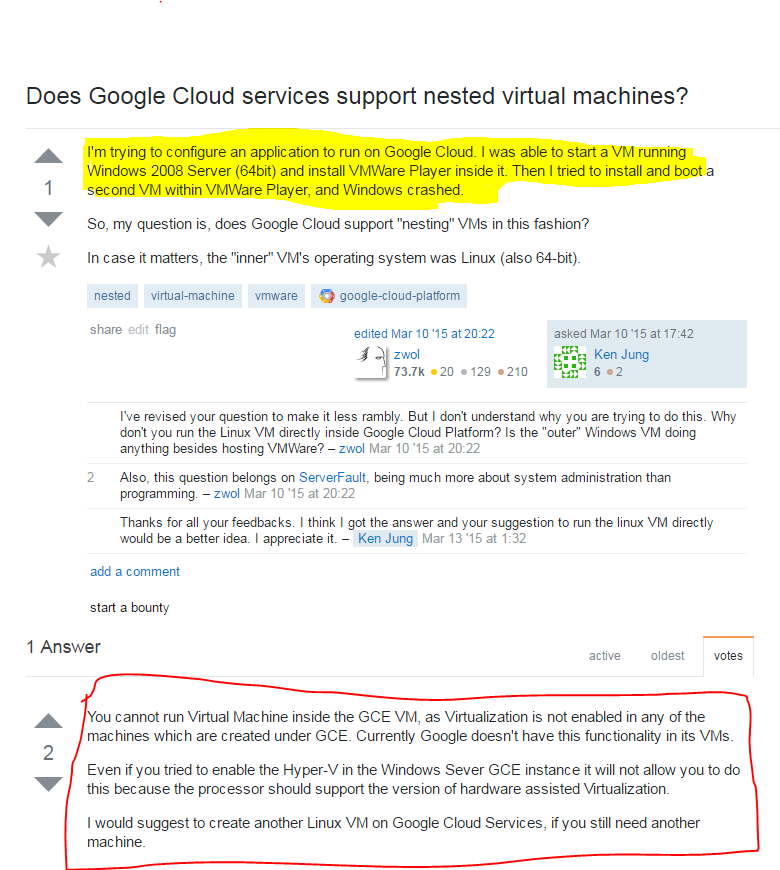 Does Google Cloud services support nested virtual machines?
I'm trying to configure an application to run on Google Cloud. I was able to start a VM running
Windows 2008 Server (64bit) and install VMWare Player inside it. Then I tried to install and boot a
second VM within VMWare Player, and Windows crashed.
1
So, my question is, does Google Cloud support "nesting" VMs in this fashion?
In case it matters, the "inner" VM's operating system was Linux (also 64-bit).
nested virtual-machine vmware google-cloud-platform
share edit flag
edited Mar 10 '15 at 20:22
zwol
73.7k 20 129 210
asked Mar 10 '15 at 17:42
Ken Jung
6 2
I've revised your question to make it less rambly. But I don't understand why you are trying to do this. Why
don't you run the Linux VM directly inside Google Cloud Platform? Is the "outer" Windows VM doing
anything besides hosting VMWare? – zwol Mar 10 '15 at 20:22
2 Also, this question belongs on ServerFault, being much more about system administration than
programming. – zwol Mar 10 '15 at 20:22
Thanks for all your feedbacks. I think I got the answer and your suggestion to run the linux VM directly
would be a better idea. I appreciate it. – Ken Jung Mar 13 '15 at 1:32
add a comment
start a bounty
1 Answer
active oldest votes
You cannot run Virtual Machine inside the GCE VM, as Virtualization is not enabled in any of the
machines which are created under GCE. Currently Google doesn't have this functionality in its VMs.
2
Even if you tried to enable the Hyper-V in the Windows Sever GCE instance it will not allow you to do
this because the processor should support the version of hardware assisted Virtualization.
I would suggest to create another Linux VM on Google Cloud Services, if you still need another
machine.